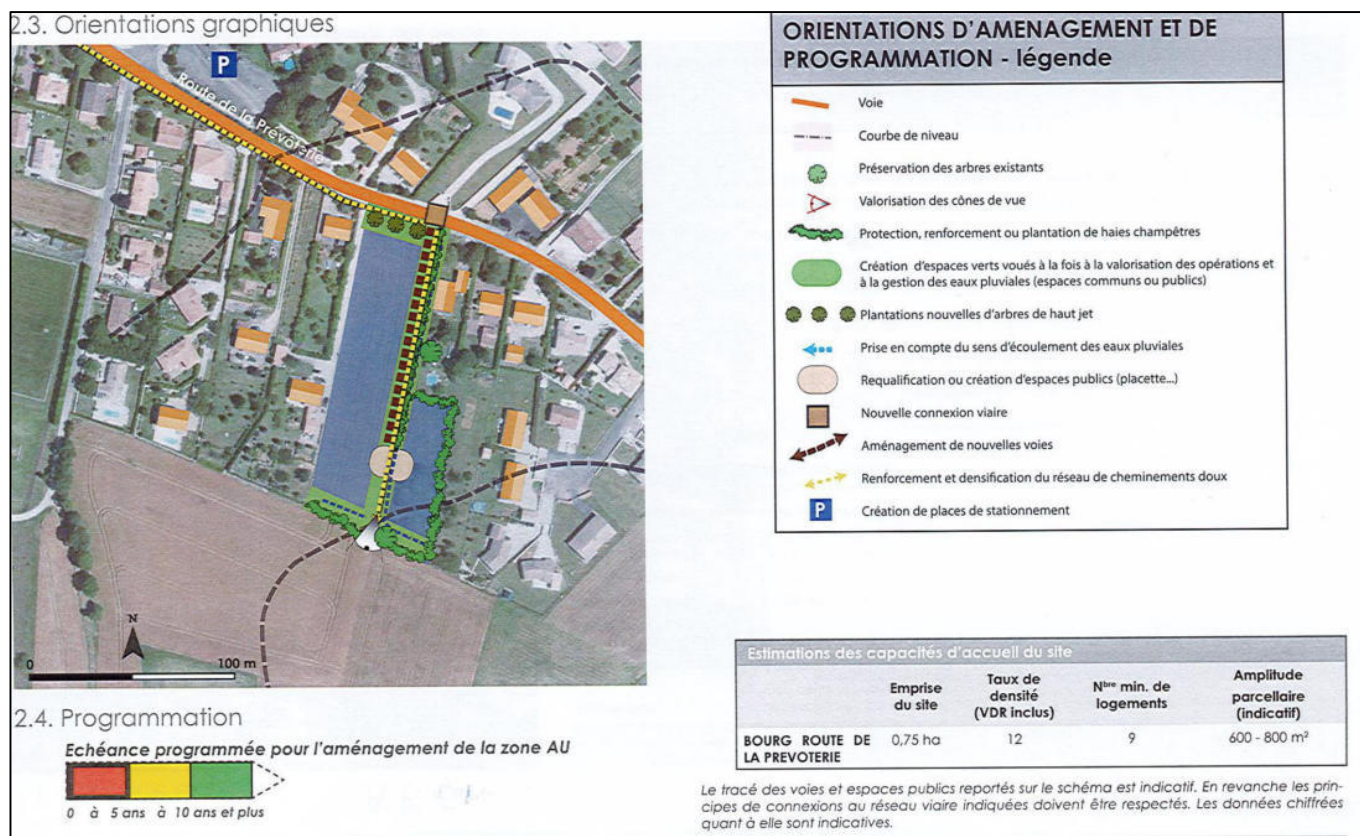 2.3. Orientations graphiques
P
Route de la Prévoterie
N
0 100 m
2.4. Programmation
Echéance programmée pour l'aménagement de la zone AU
0 à 5 ans à 10 ans et plus
ORIENTATIONS D'AMENAGEMENT ET DE
PROGRAMMATION - légende
Voie
Courbe de niveau
Préservation des arbres existants
Valorisation des cônes de vue
Protection, renforcement ou plantation de haies champêtres
Création d'espaces verts voués à la fois à la valorisation des opérations et
à la gestion des eaux pluviales (espaces communs ou publics)
Plantations nouvelles d'arbres de haut jet
Prise en compte du sens d'écoulement des eaux pluviales
Requalification ou création d'espaces publics (placette...)
Nouvelle connexion viaire
Aménagement de nouvelles voies
Renforcement et densification du réseau de cheminements doux
P Création de places de stationnement
Estimations des capacités d'accueil du site
Emprise du site
Taux de densité (VDR inclus)
Nbre min. de logements
Amplitude parcellaire (indicatif)
BOURG ROUTE DE LA PREVOTERIE 0,75 ha 12 9 600 - 800 m²
Le tracé des voies et espaces publics reportés sur le schéma est indicatif. En revanche les prin-
cipes de connexions au réseau viaire indiquées doivent être respectés. Les données chiffrées
quant à elle sont indicatives.